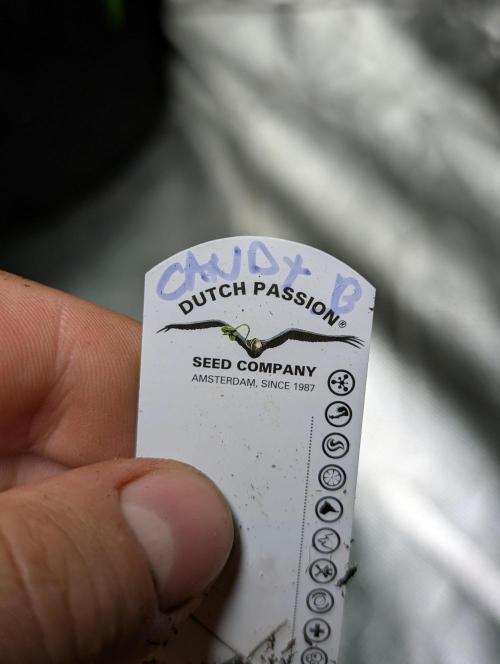 CANDY B
DUTCH PASSION®
SEED COMPANY
AMSTERDAM, SINCE 1987